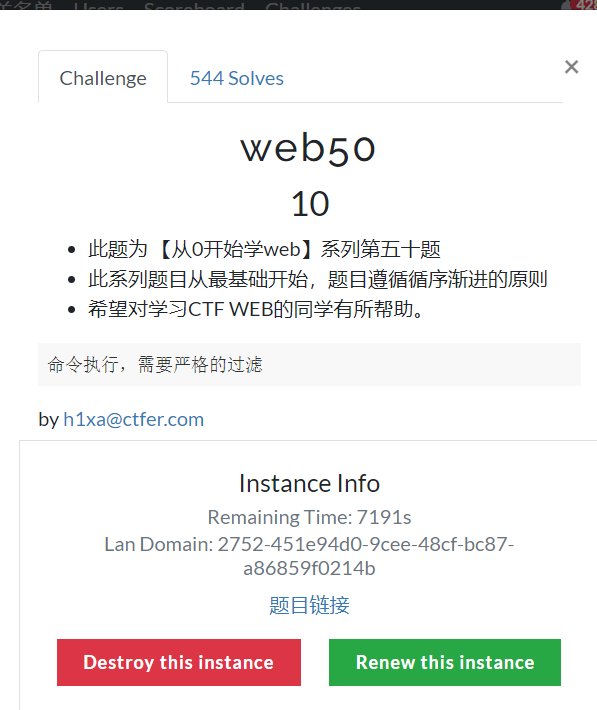 Challenge
544 Solves
×
web50
10
此题为 【从0开始学web】系列第五十题
此系列题目从最基础开始，题目遵循循序渐进的原则
希望对学习CTF WEB的同学有所帮助。
命令执行，需要严格的过滤
by h1xa@ctfer.com
Instance Info
Remaining Time: 7191s
Lan Domain: 2752-451e94d0-9cee-48cf-bc87-
a86859f0214b
题目链接
Destroy this instance
Renew this instance